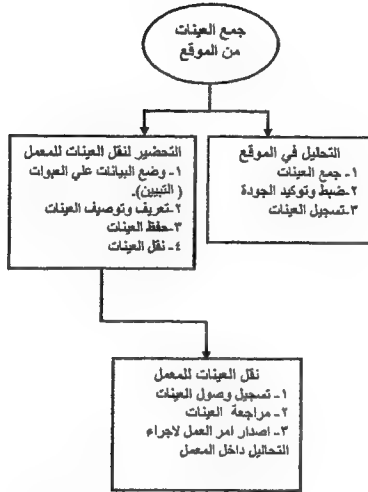 جمع العينات
من الموقع
التحليل في الموقع
١- جمع العينات
٢-ضبط وتوكيد الجودة
٣-تسجيل العينات
التحضير لنقل العينات للمعمل
١- وضع البيانات علي العبوات
(التبيين).
٢-تعريف وتوصيف العينات
٣-حفظ العينات
٤- نقل العينات
نقل العينات للمعمل
١- تسجيل وصول العينات
٢- مراجعة العينات
٣- اصدار امر العمل لاجراء
التحاليل داخل المعمل